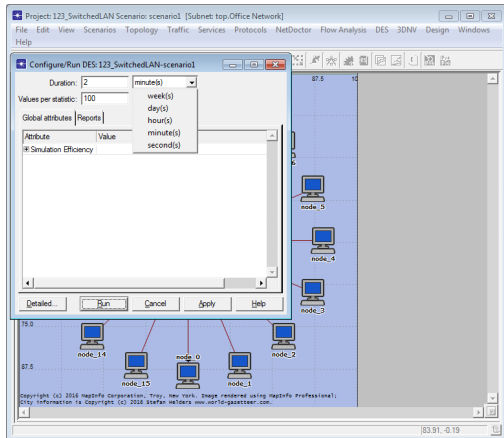 Project: 123_SwitchedLAN Scenario: scenario1 [Subnet: top.Office Network]
File Edit View Scenarios Topology Traffic Services Protocols NetDoctor Flow Analysis DES 3DNV Design Windows
Help
Configure/Run DES: 123_SwitchedLAN-scenario1
Duration: 2 minute(s)
week(s)
day(s)
hour(s)
minute(s)
second(s)
Values per statistic: 100
Global attributes Reports
Attribute Value
Simulation Efficiency
Detailed... Run Cancel Apply Help
87.5 10
node_5
node_4
node_3
75.0
node_14
node_0
node_2
87.5
node_15
node_1
Copyright (c) 2016 MapInfo Corporation, Troy, New York. Image rendered using MapInfo Professional;
City information is Copyright (c) 2016 Stefan Helders www.world-gazetteer.com.
83.91, -0.19